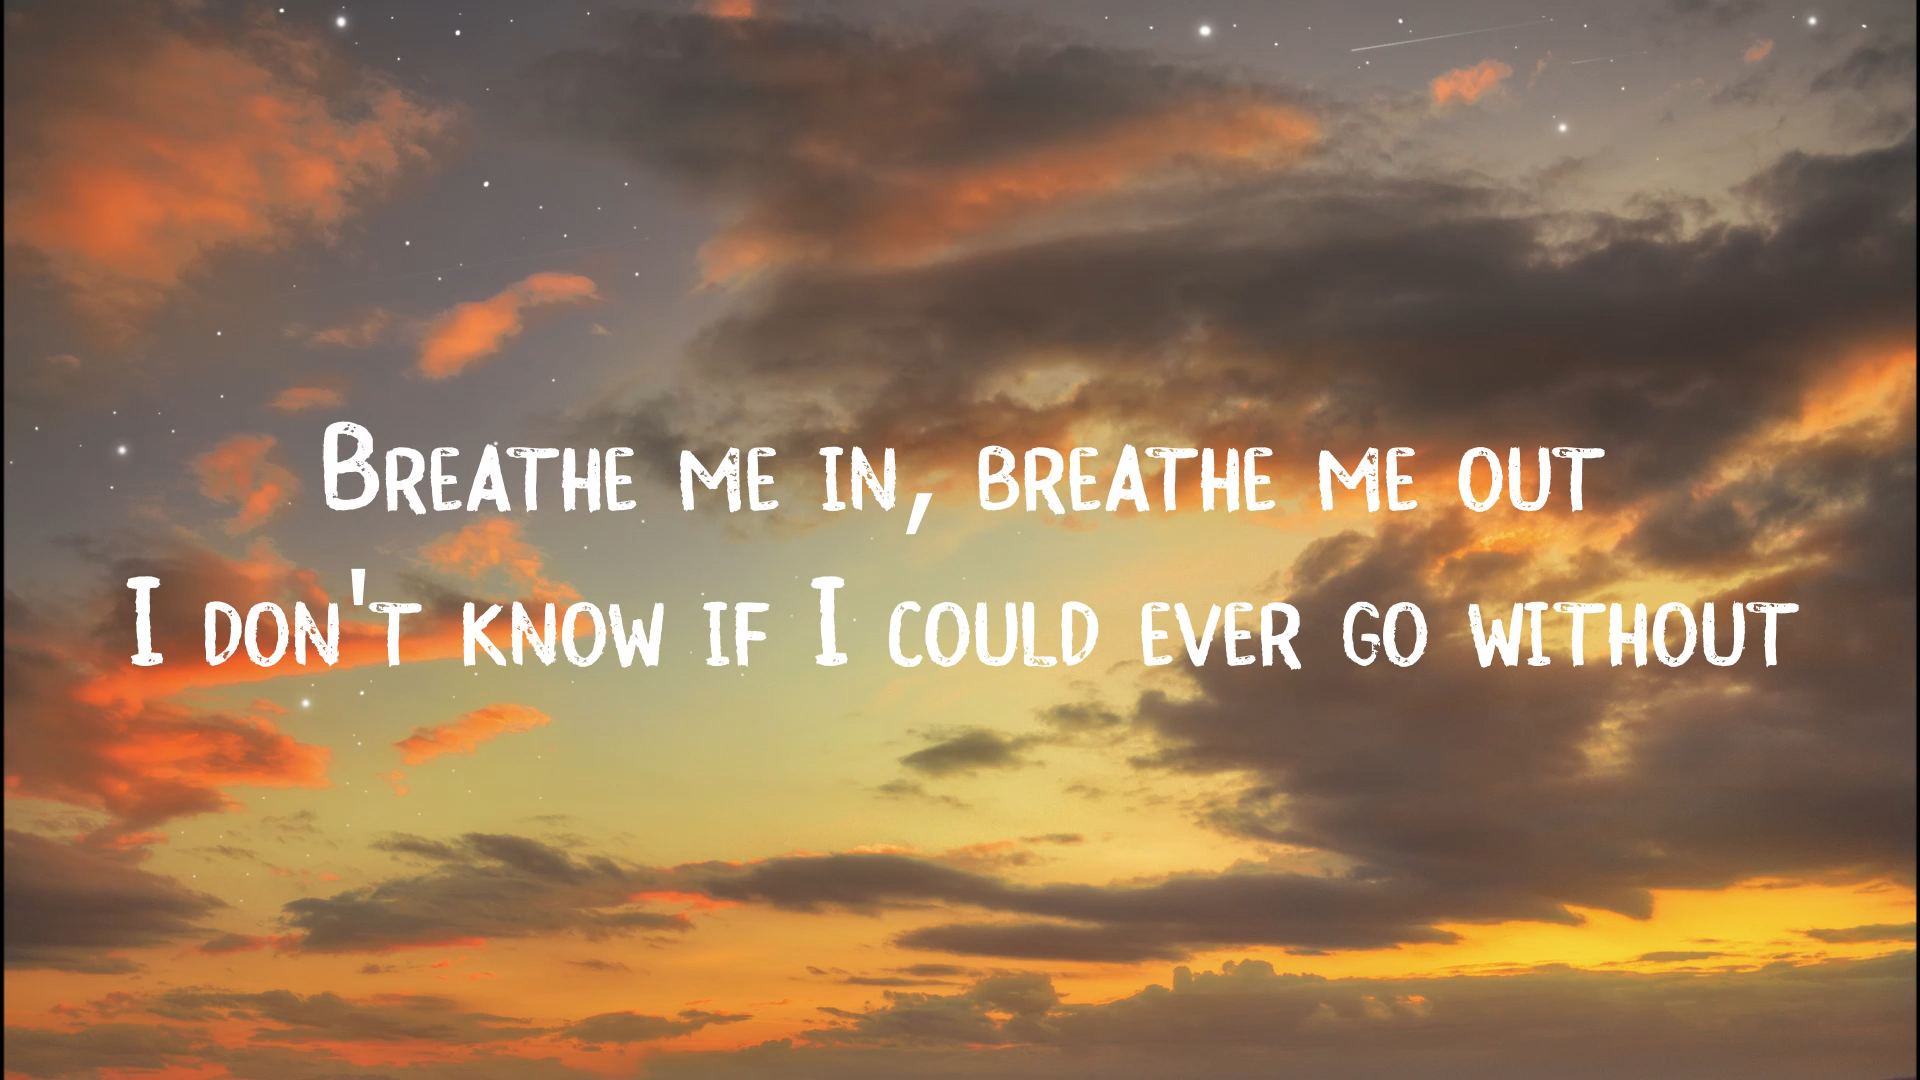 Breathe me in, breathe me out
I don't know if I could ever go without